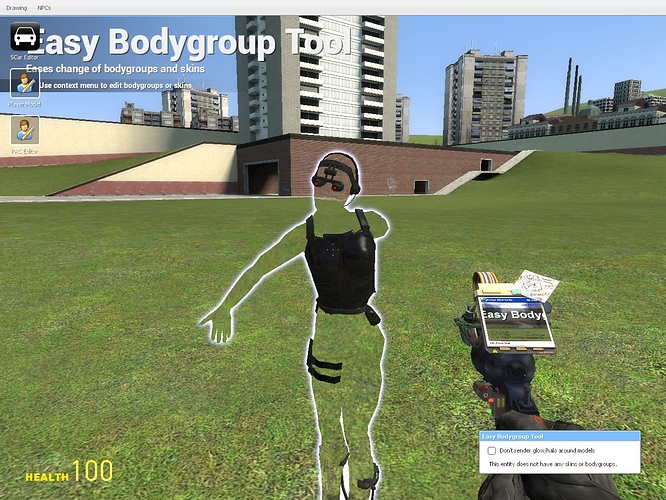 Drawing NPCs
Easy Bodygroup Tool
SCar Editor
Eases change of bodygroups and skins
Use context menu to edit bodygroups or skins
PAC Editor
Easy Bodyg
HEALTH 100
Easy Bodygroup Tool
Don't render glow/halo around models
This entity does not have any skins or bodygroups.